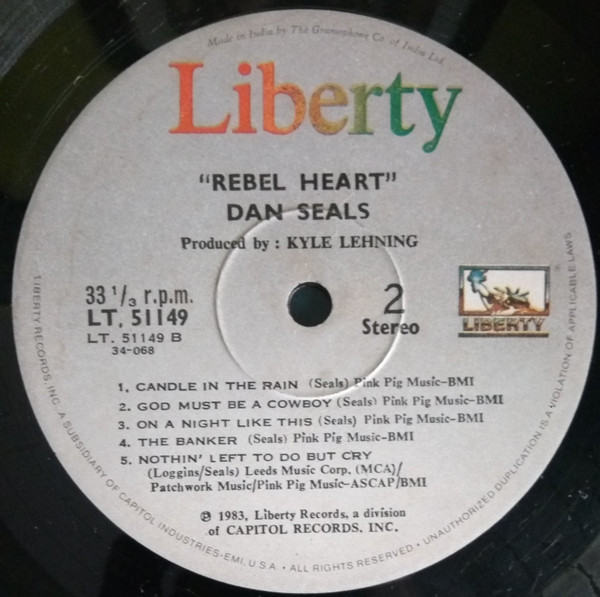 Made in India by The Gramophone Co of India Ltd.
Liberty
"REBEL HEART"
DAN SEALS
Produced by : KYLE LEHNING
33 1/3 r.p.m.
LT. 51149
LT. 51149 B
34-068
2
Stereo
LIBERTY
1. CANDLE IN THE RAIN (Seals) Pink Pig Music-BMI
2. GOD MUST BE A COWBOY (Seals) Pink Pig Music-BMI
3. ON A NIGHT LIKE THIS (Seals) Pink Pig Music-BMI
4. THE BANKER (Seals) Pink Pig Music-BMI
5. NOTHIN' LEFT TO DO BUT CRY
(Loggins/Seals) Leeds Music Corp. (MCA)/
Patchwork Music/Pink Pig Music-ASCAP/BMI
℗ 1983, Liberty Records, a division
of CAPITOL RECORDS. INC.
LIBERTY RECORDS, INC. A SUBSIDIARY OF CAPITOL INDUSTRIES-EMI, U.S.A. • ALL RIGHTS RESERVED • UNAUTHORIZED DUPLICATION IS A VIOLATION OF APPLICABLE LAWS